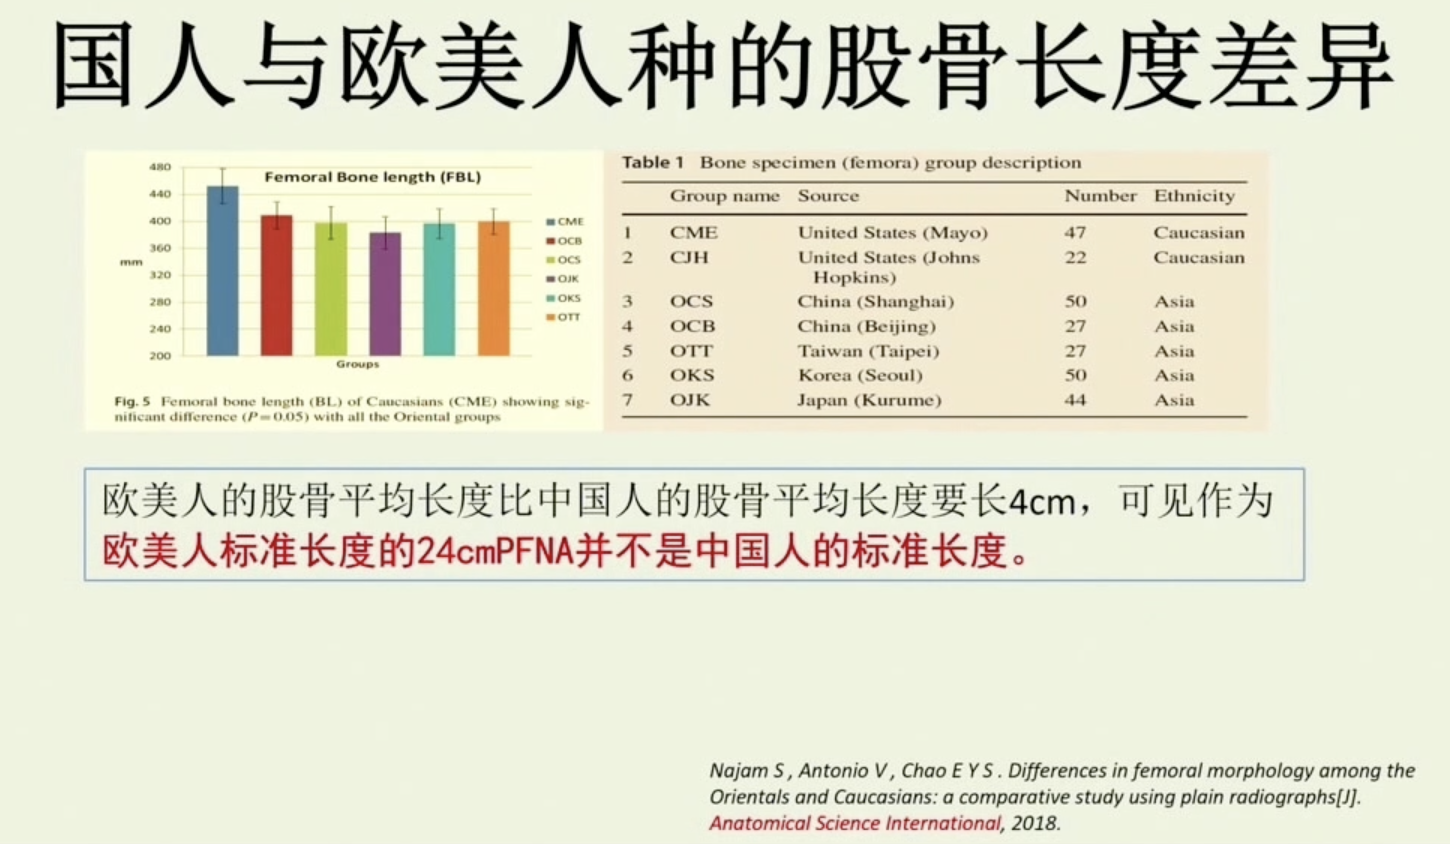 国人与欧美人种的股骨长度差异
Femoral Bone length (FBL)
480
440
400
360
320
280
240
200
mm
Groups
CME
OCB
OCS
OJK
OKS
OTT
Fig. 5 Femoral bone length (BL) of Caucasians (CME) showing sig-
nificant difference (P=0.05) with all the Oriental groups
Table 1 Bone specimen (femora) group description
Group name Source Number Ethnicity
1 CME United States (Mayo) 47 Caucasian
2 CJH United States (Johns 22 Caucasian
Hopkins)
3 OCS China (Shanghai) 50 Asia
4 OCB China (Beijing) 27 Asia
5 OTT Taiwan (Taipei) 27 Asia
6 OKS Korea (Seoul) 50 Asia
7 OJK Japan (Kurume) 44 Asia
欧美人的股骨平均长度比中国人的股骨平均长度要长4cm，可见作为
欧美人标准长度的24cmPFNA并不是中国人的标准长度。
Najam S , Antonio V , Chao E Y S . Differences in femoral morphology among the
Orientals and Caucasians: a comparative study using plain radiographs[J].
Anatomical Science International, 2018.